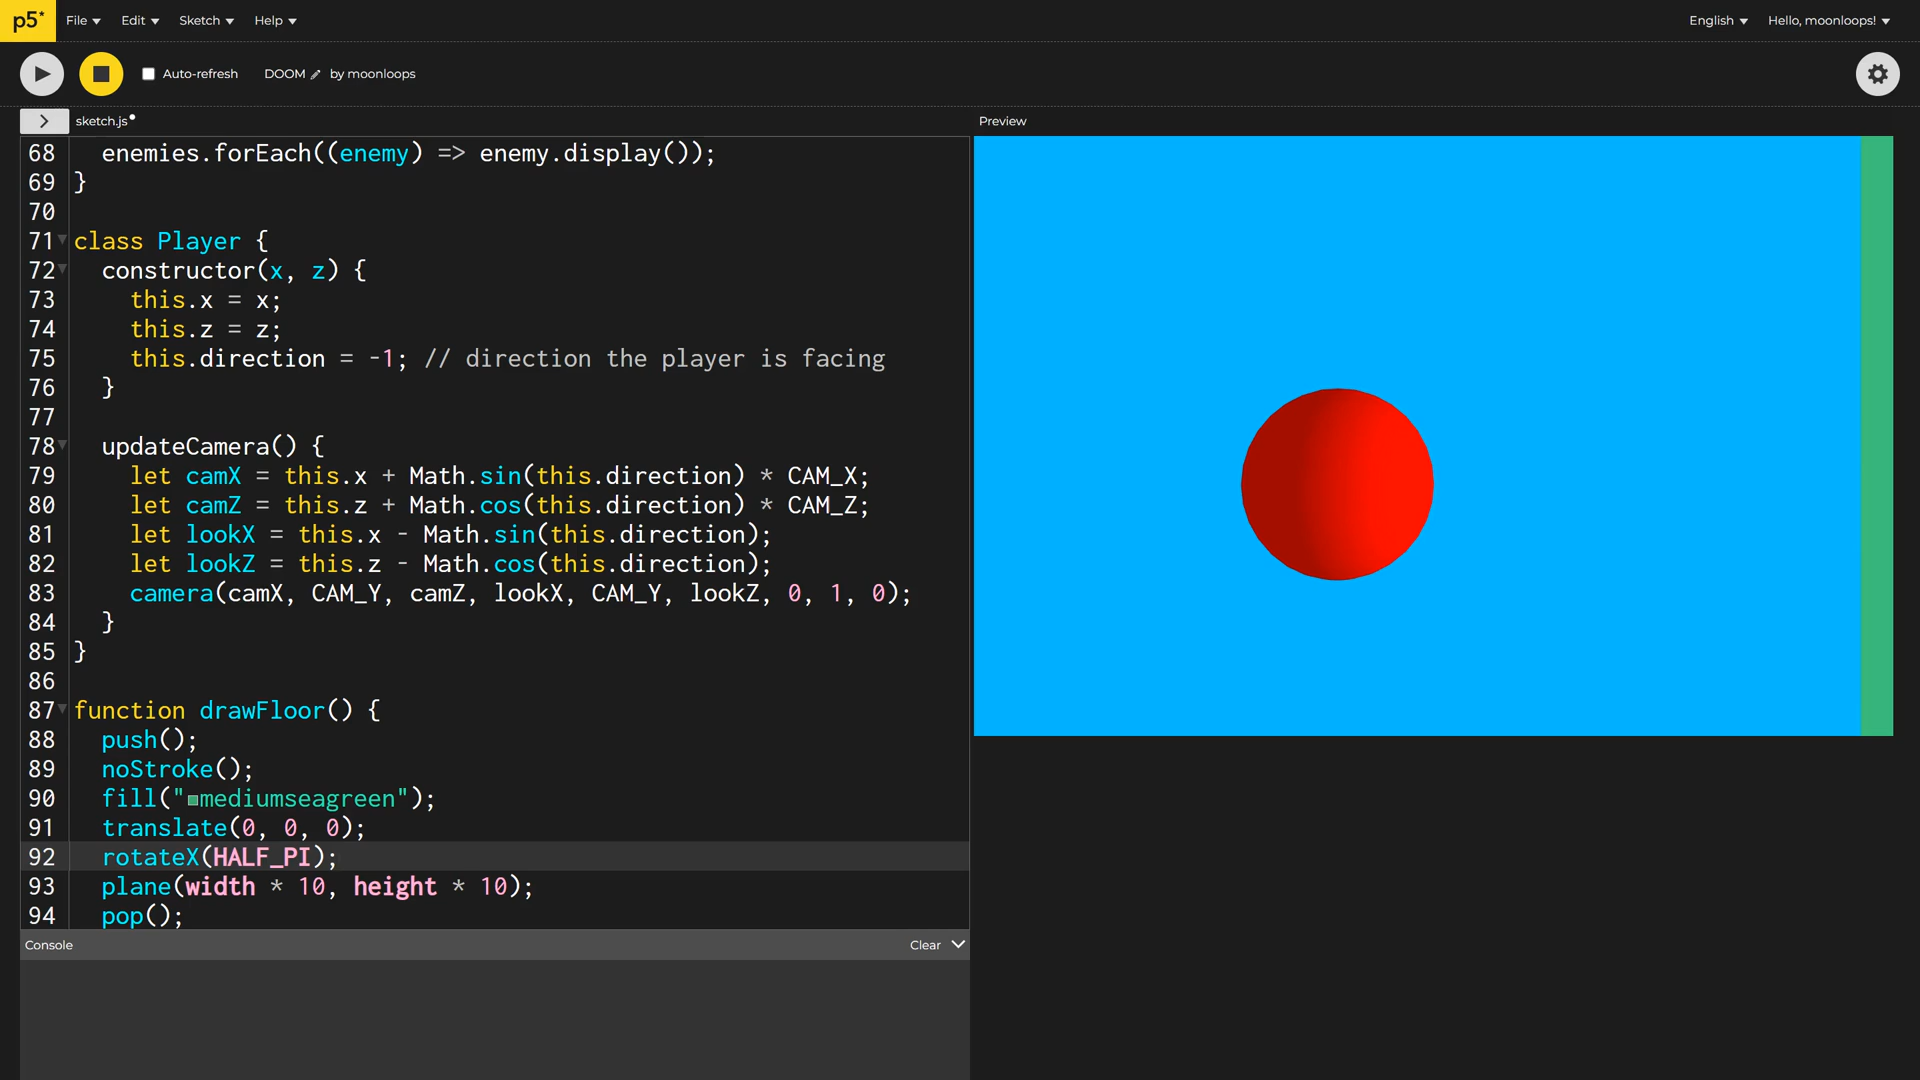 p5* File Edit Sketch Help English Hello, moonloops!
Auto-refresh DOOM by moonloops
> sketch.js Preview
68 enemies.forEach((enemy) => enemy.display());
69 }
70
71 class Player {
72 constructor(x, z) {
73 this.x = x;
74 this.z = z;
75 this.direction = -1; // direction the player is facing
76 }
77
78 updateCamera() {
79 let camX = this.x + Math.sin(this.direction) * CAM_X;
80 let camZ = this.z + Math.cos(this.direction) * CAM_Z;
81 let lookX = this.x - Math.sin(this.direction);
82 let lookZ = this.z - Math.cos(this.direction);
83 camera(camX, CAM_Y, camZ, lookX, CAM_Y, lookZ, 0, 1, 0);
84 }
85 }
86
87 function drawFloor() {
88 push();
89 noStroke();
90 fill("mediumseagreen");
91 translate(0, 0, 0);
92 rotateX(HALF_PI);
93 plane(width * 10, height * 10);
94 pop();
Console Clear